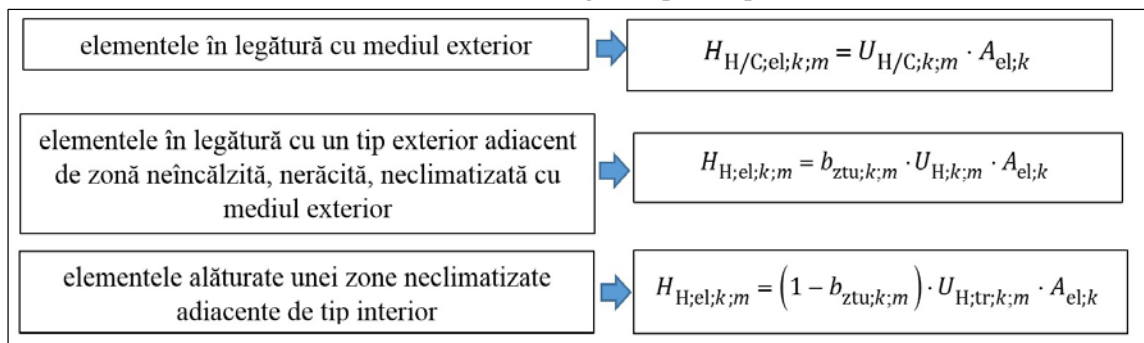 elementele în legătură cu mediul exterior
H_{H/C;el;k;m} = U_{H/C;k;m} · A_{el;k}
elementele în legătură cu un tip exterior adiacent
de zonă neîncălzită, nerăcită, neclimatizată cu
mediul exterior
H_{H;el;k;m} = b_{ztu;k;m} · U_{H;k;m} · A_{el;k}
elementele alăturate unei zone neclimatizate
adiacente de tip interior
H_{H;el;k;m} = (1 − b_{ztu;k;m}) · U_{H;tr;k;m} · A_{el;k}